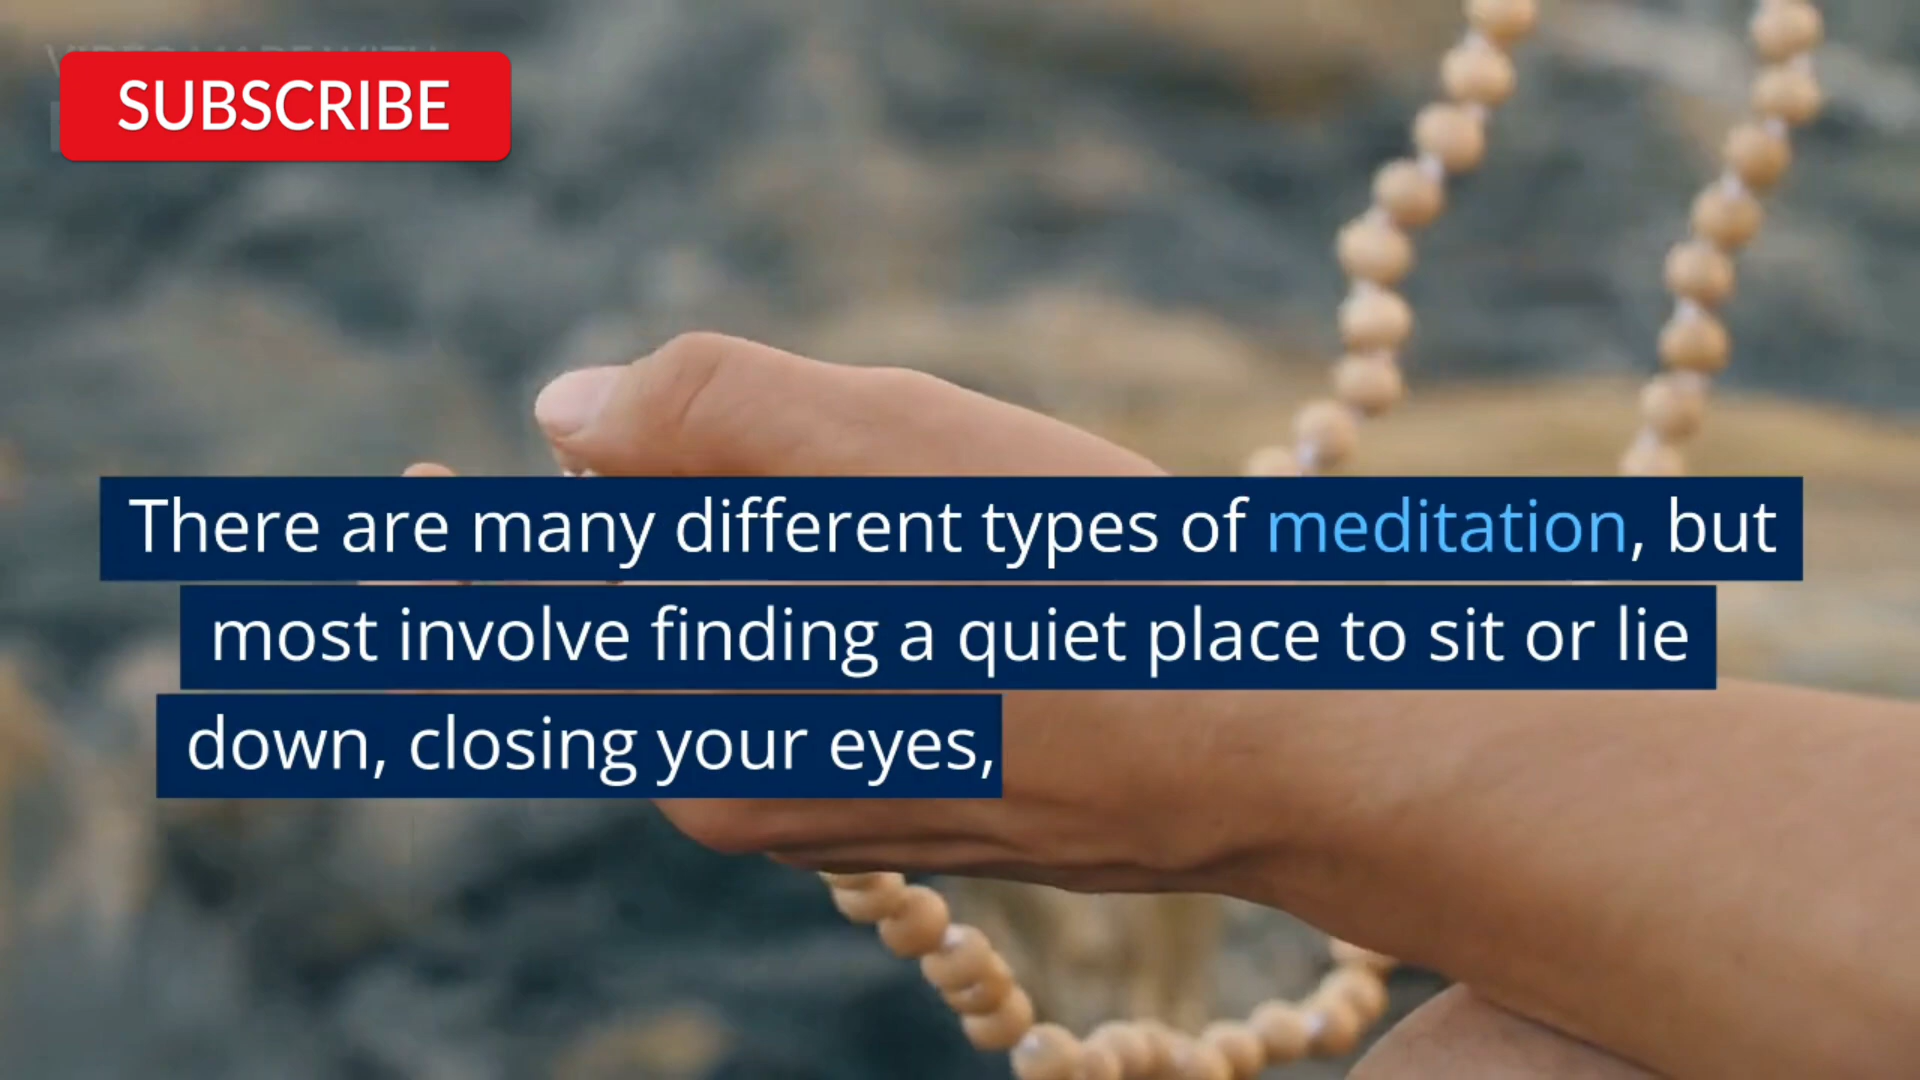 SUBSCRIBE
There are many different types of meditation, but
most involve finding a quiet place to sit or lie
down, closing your eyes,